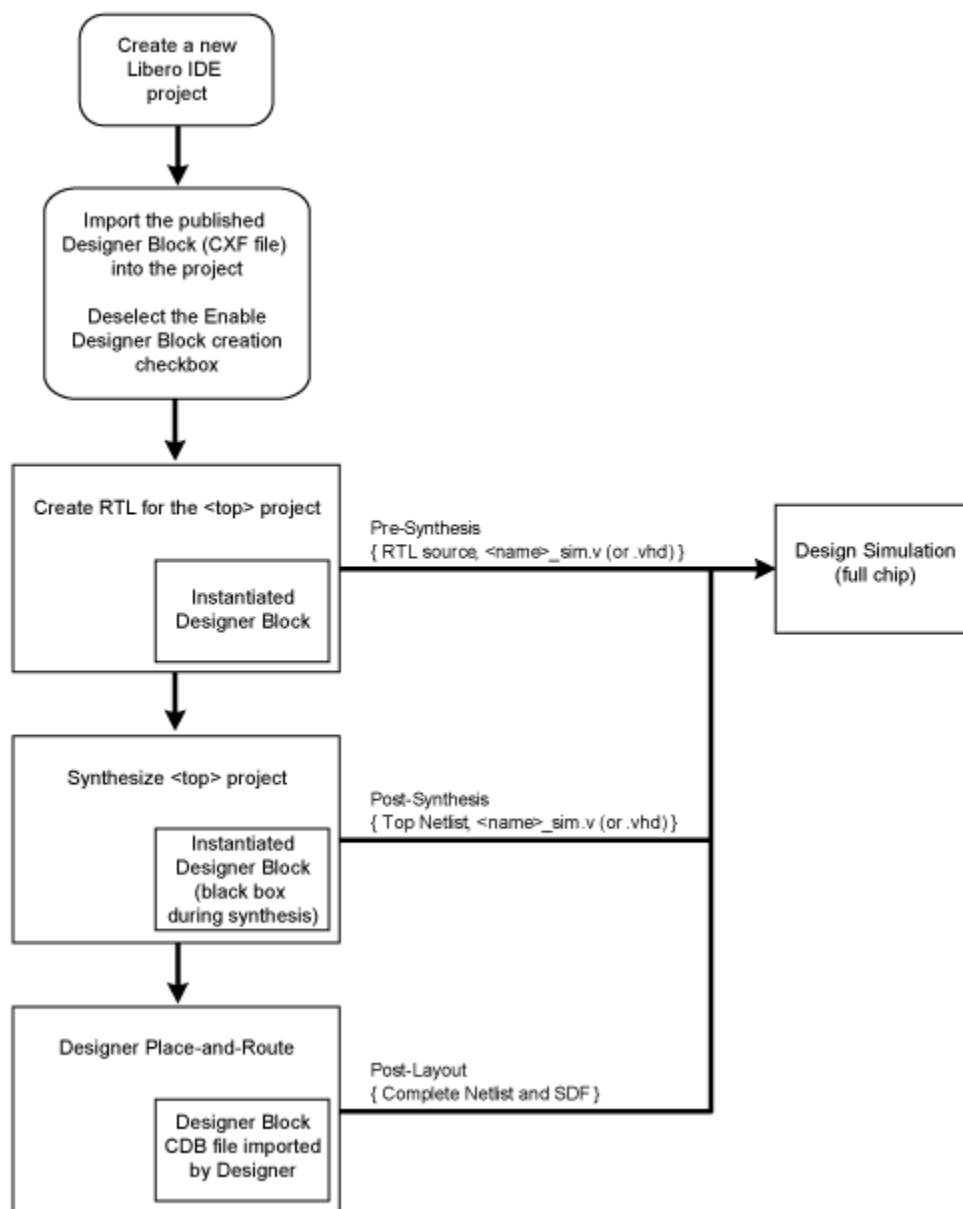 Create a new
Libero IDE
project
Import the published
Designer Block (CXF file)
into the project
Deselect the Enable
Designer Block creation
checkbox
Create RTL for the <top> project
Instantiated
Designer Block
Pre-Synthesis
{ RTL source, <name>_sim.v (or .vhd) }
Design Simulation
(full chip)
Synthesize <top> project
Instantiated
Designer Block
(black box
during synthesis)
Post-Synthesis
{ Top Netlist, <name>_sim.v (or .vhd) }
Designer Place-and-Route
Designer Block
CDB file imported
by Designer
Post-Layout
{ Complete Netlist and SDF }